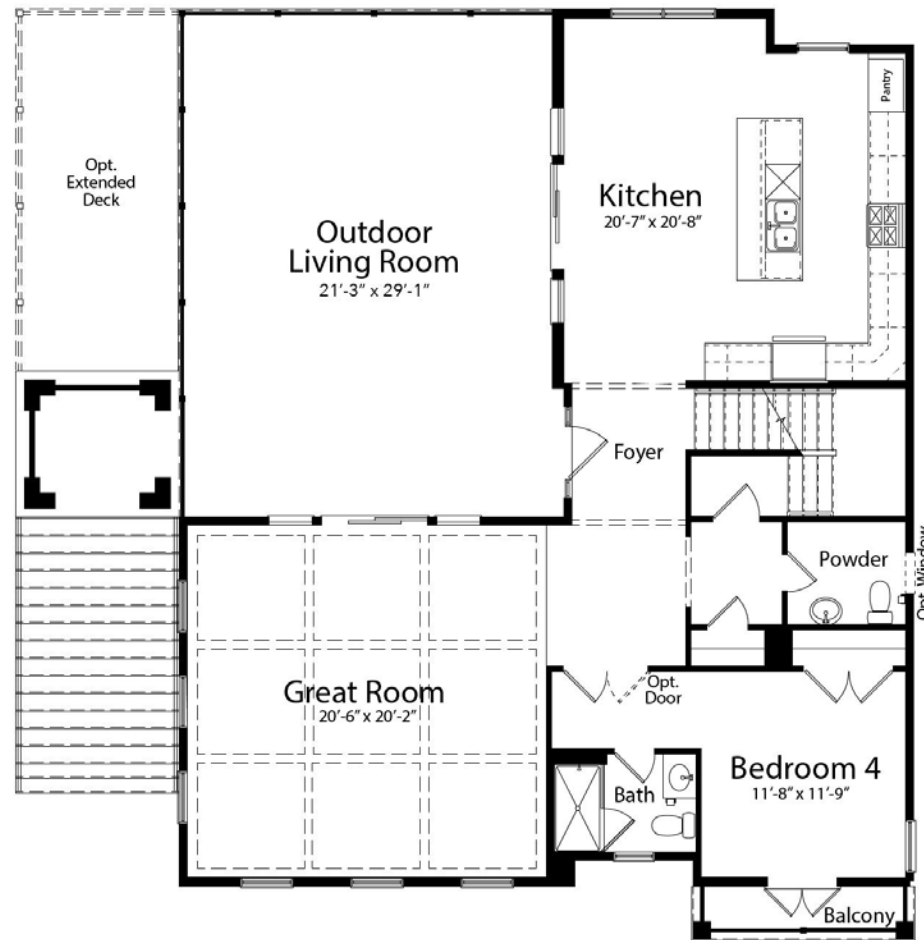 Opt.
Extended
Deck
Outdoor
Living Room
21'-3" x 29'-1"
Kitchen
20'-7" x 20'-8"
Pantry
Foyer
Powder
Opt. Window
Great Room
20'-6" x 20'-2"
Opt.
Door
Bath
Bedroom 4
11'-8" x 11'-9"
Balcony